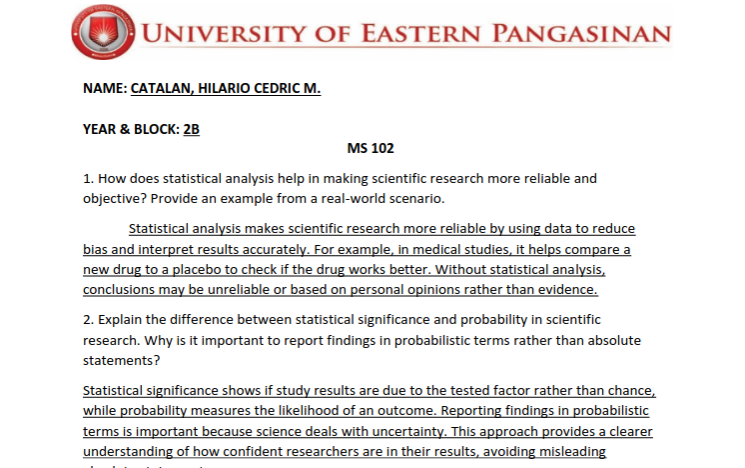 UNIVERSITY OF EASTERN PANGASINAN
NAME: CATALAN, HILARIO CEDRIC M.
YEAR & BLOCK: 2B
MS 102
1. How does statistical analysis help in making scientific research more reliable and
objective? Provide an example from a real-world scenario.
Statistical analysis makes scientific research more reliable by using data to reduce
bias and interpret results accurately. For example, in medical studies, it helps compare a
new drug to a placebo to check if the drug works better. Without statistical analysis,
conclusions may be unreliable or based on personal opinions rather than evidence.
2. Explain the difference between statistical significance and probability in scientific
research. Why is it important to report findings in probabilistic terms rather than absolute
statements?
Statistical significance shows if study results are due to the tested factor rather than chance,
while probability measures the likelihood of an outcome. Reporting findings in probabilistic
terms is important because science deals with uncertainty. This approach provides a clearer
understanding of how confident researchers are in their results, avoiding misleading